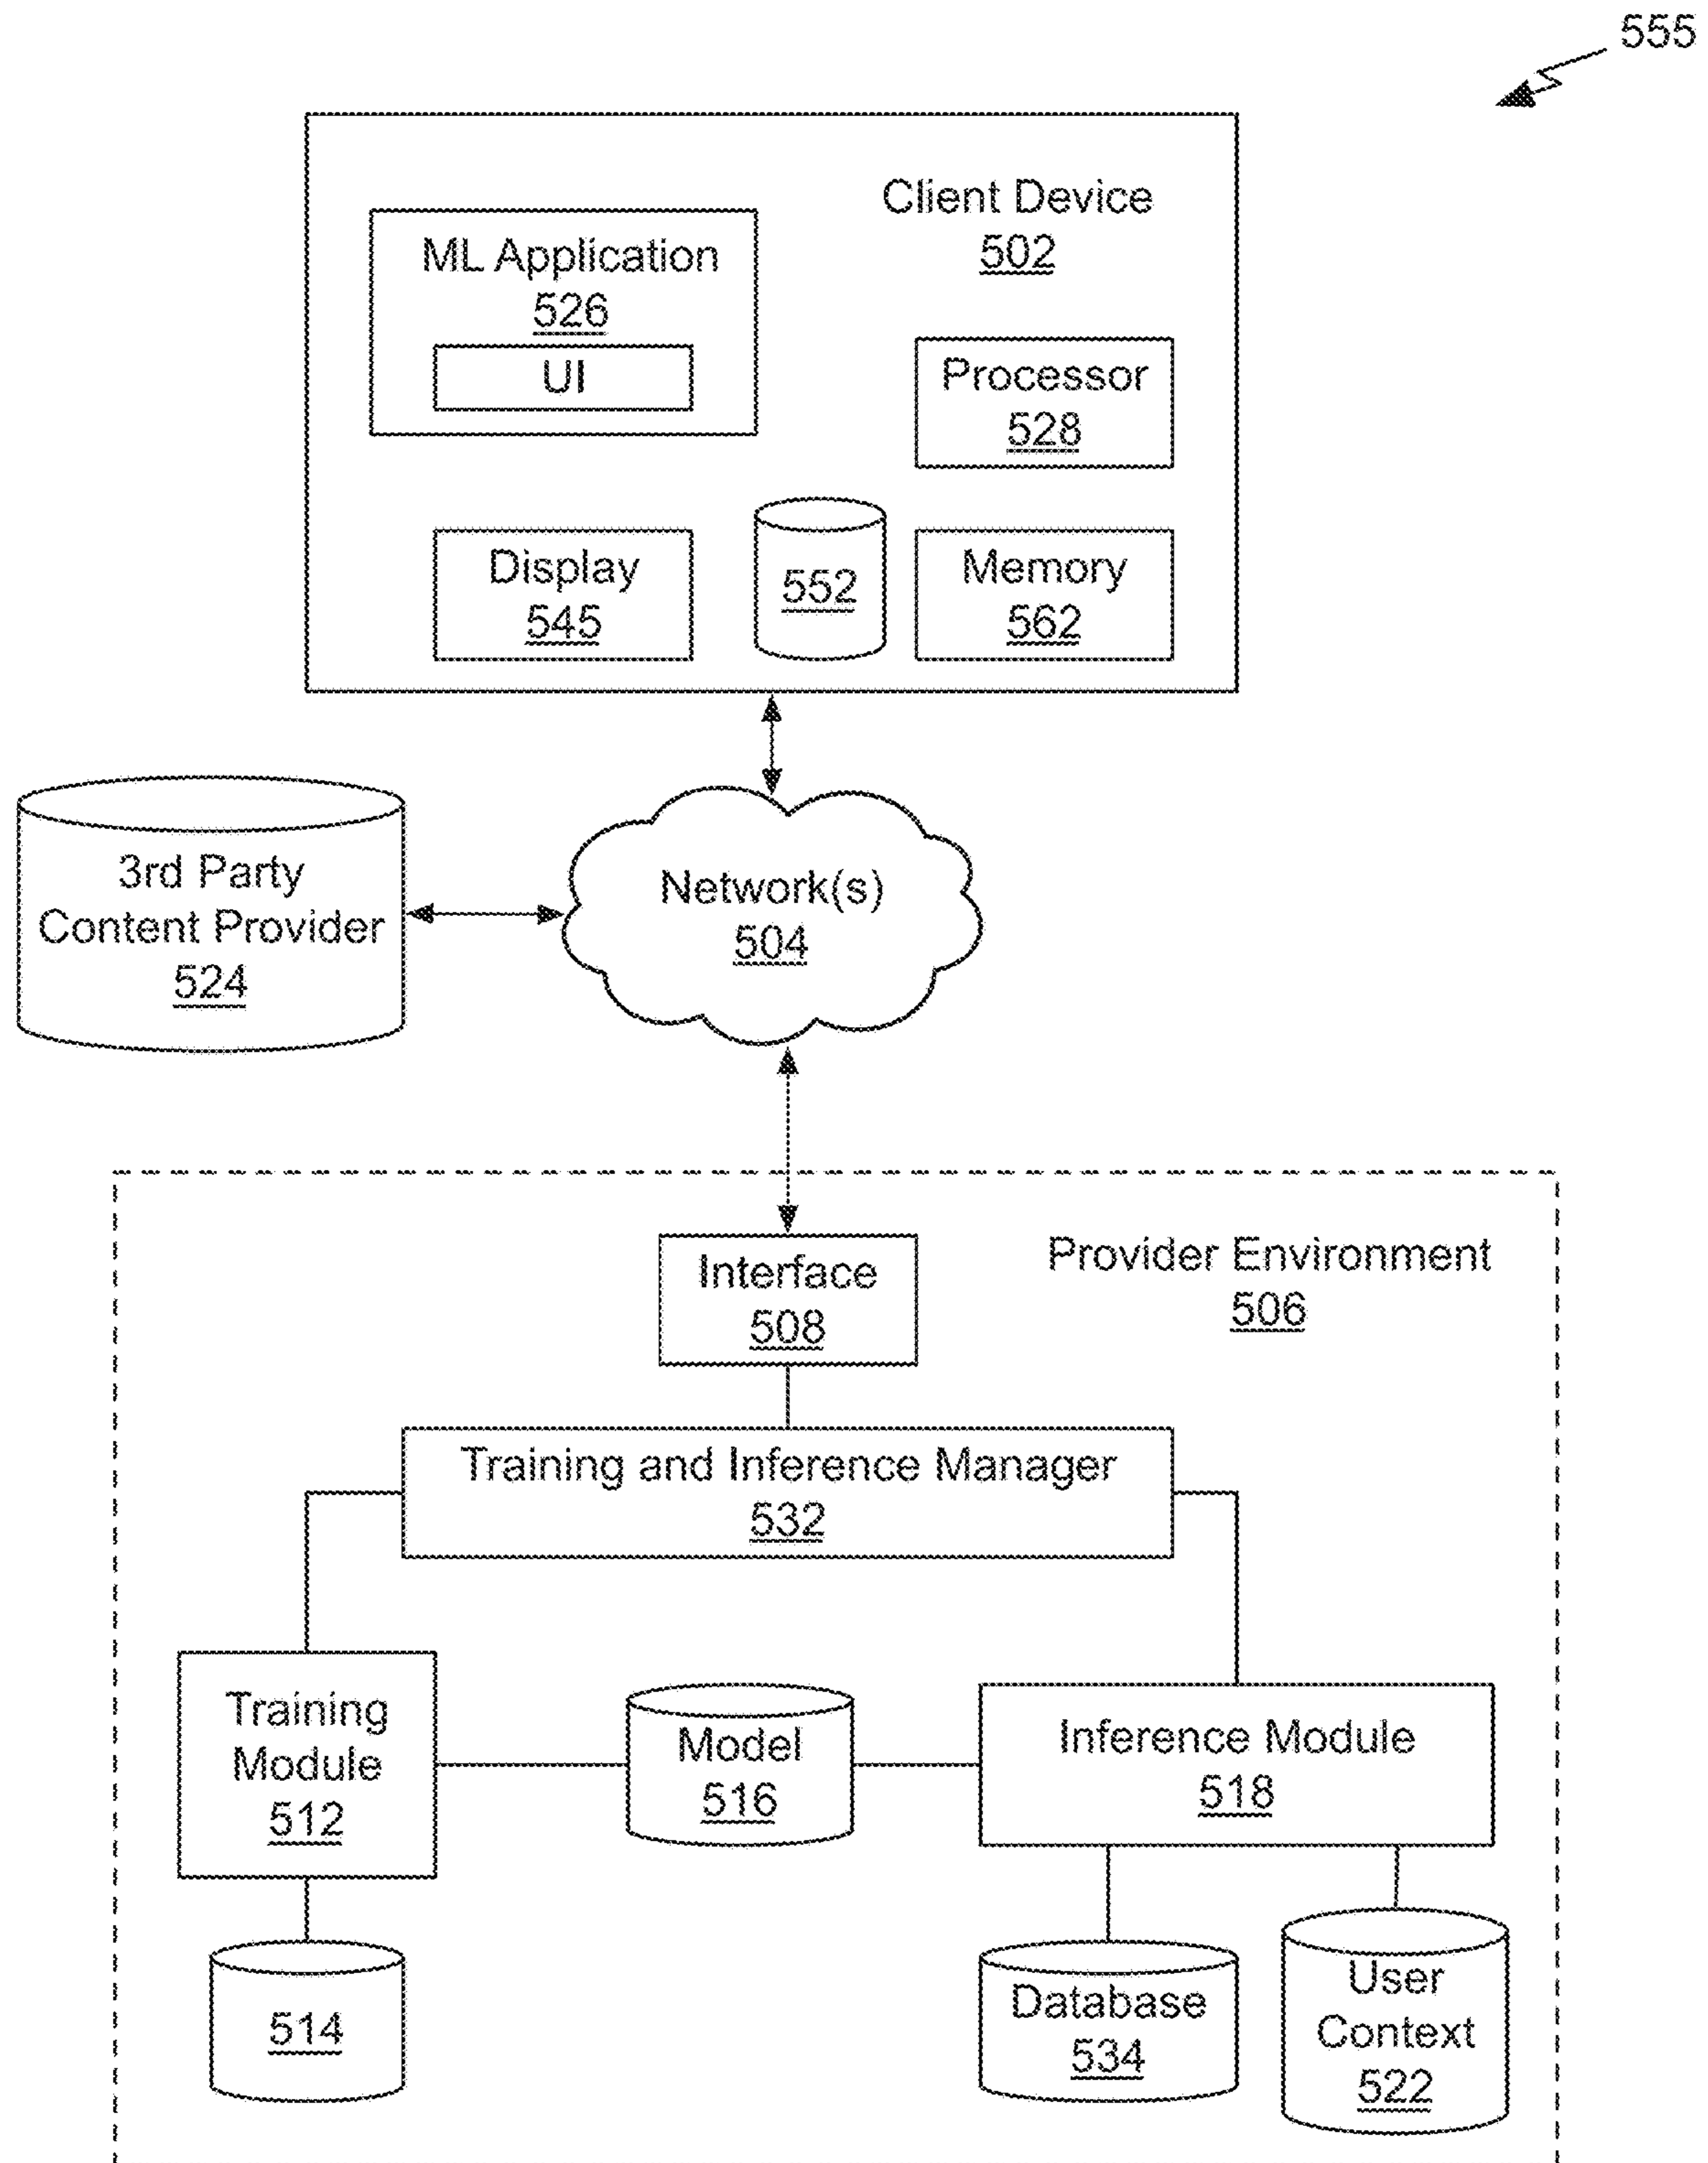 555
Client Device
502
ML Application
526
UI
Processor
528
Display
545
552
Memory
562
3rd Party
Content Provider
524
Network(s)
504
Interface
508
Provider Environment
506
Training and Inference Manager
532
Training
Module
512
Model
516
Inference Module
518
514
Database
534
User
Context
522